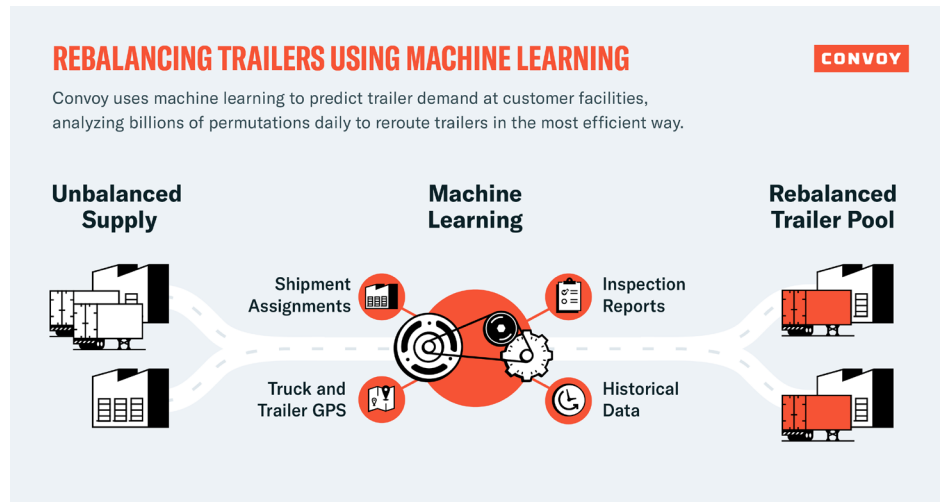 REBALANCING TRAILERS USING MACHINE LEARNING
CONVOY
Convoy uses machine learning to predict trailer demand at customer facilities,
analyzing billions of permutations daily to reroute trailers in the most efficient way.
Unbalanced
Supply
Machine
Learning
Rebalanced
Trailer Pool
Shipment
Assignments
Inspection
Reports
Truck and
Trailer GPS
Historical
Data